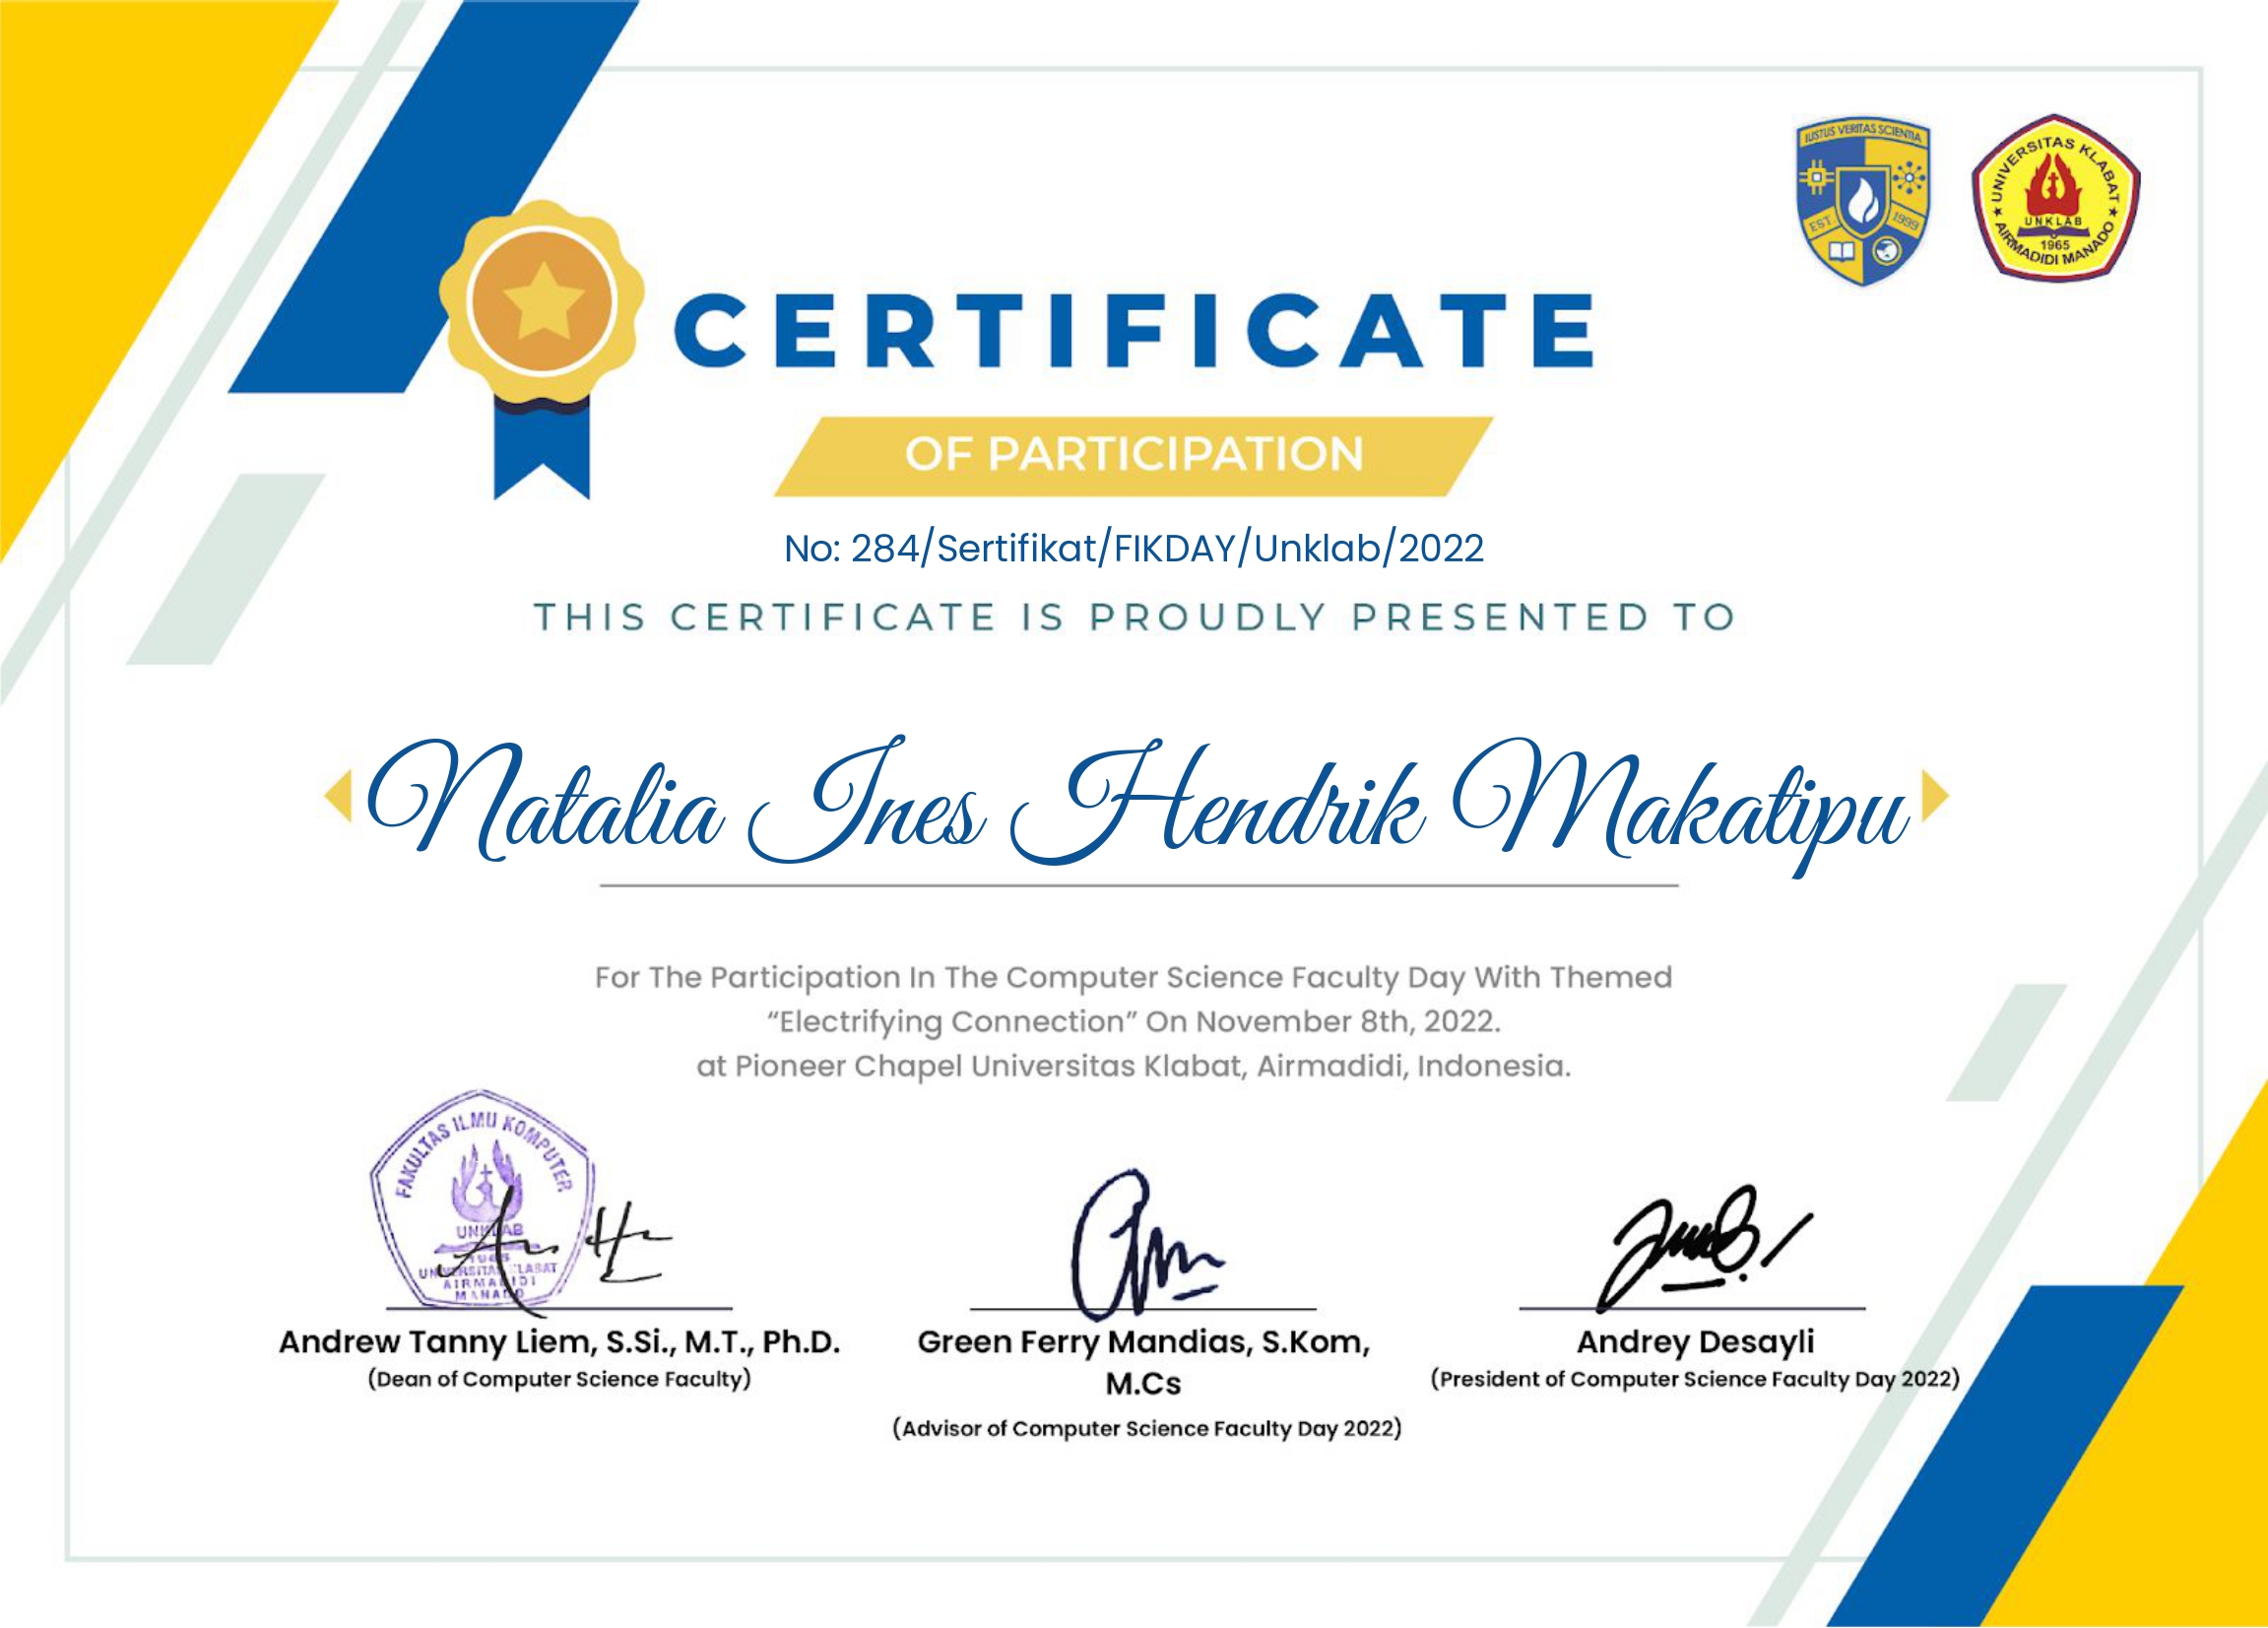 IUSTUS VERITAS SCIENTIA
EST
1999
UNIVERSITAS KLABAT
UNKLAB
1965
AIRMADIDI MANADO
CERTIFICATE
OF PARTICIPATION
No: 284/Sertifikat/FIKDAY/Unklab/2022
THIS CERTIFICATE IS PROUDLY PRESENTED TO
Natalia Ines Hendrik Makatipu
For The Participation In The Computer Science Faculty Day With Themed
“Electrifying Connection” On November 8th, 2022.
at Pioneer Chapel Universitas Klabat, Airmadidi, Indonesia.
FAKULTAS ILMU KOMPUTER
UNKLAB
1965
UNIVERSITAS KLABAT
AIRMADIDI
MANADO
Andrew Tanny Liem, S.Si., M.T., Ph.D.
(Dean of Computer Science Faculty)
Green Ferry Mandias, S.Kom,
M.Cs
(Advisor of Computer Science Faculty Day 2022)
Andrey Desayli
(President of Computer Science Faculty Day 2022)